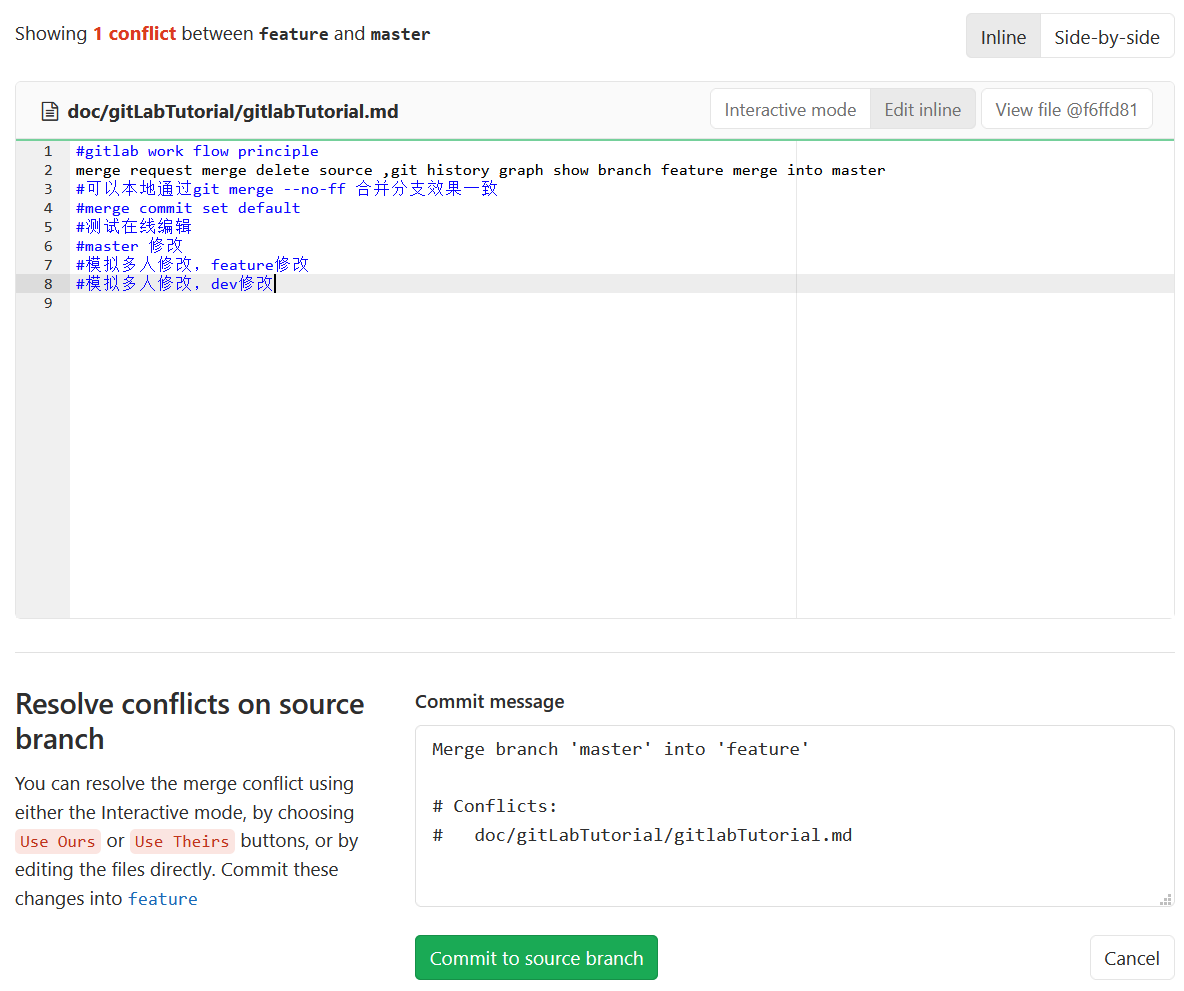 Showing 1 conflict between feature and master
Inline
Side-by-side
doc/gitLabTutorial/gitlabTutorial.md
Interactive mode
Edit inline
View file @f6ffd81
1 #gitlab work flow principle
2 merge request merge delete source ,git history graph show branch feature merge into master
3 #可以本地通过git merge --no-ff 合并分支效果一致
4 #merge commit set default
5 #测试在线编辑
6 #master 修改
7 #模拟多人修改，feature修改
8 #模拟多人修改，dev修改
9
Resolve conflicts on source
branch
You can resolve the merge conflict using
either the Interactive mode, by choosing
Use Ours or Use Theirs buttons, or by
editing the files directly. Commit these
changes into feature
Commit message
Merge branch 'master' into 'feature'
# Conflicts:
#   doc/gitLabTutorial/gitlabTutorial.md
Commit to source branch
Cancel